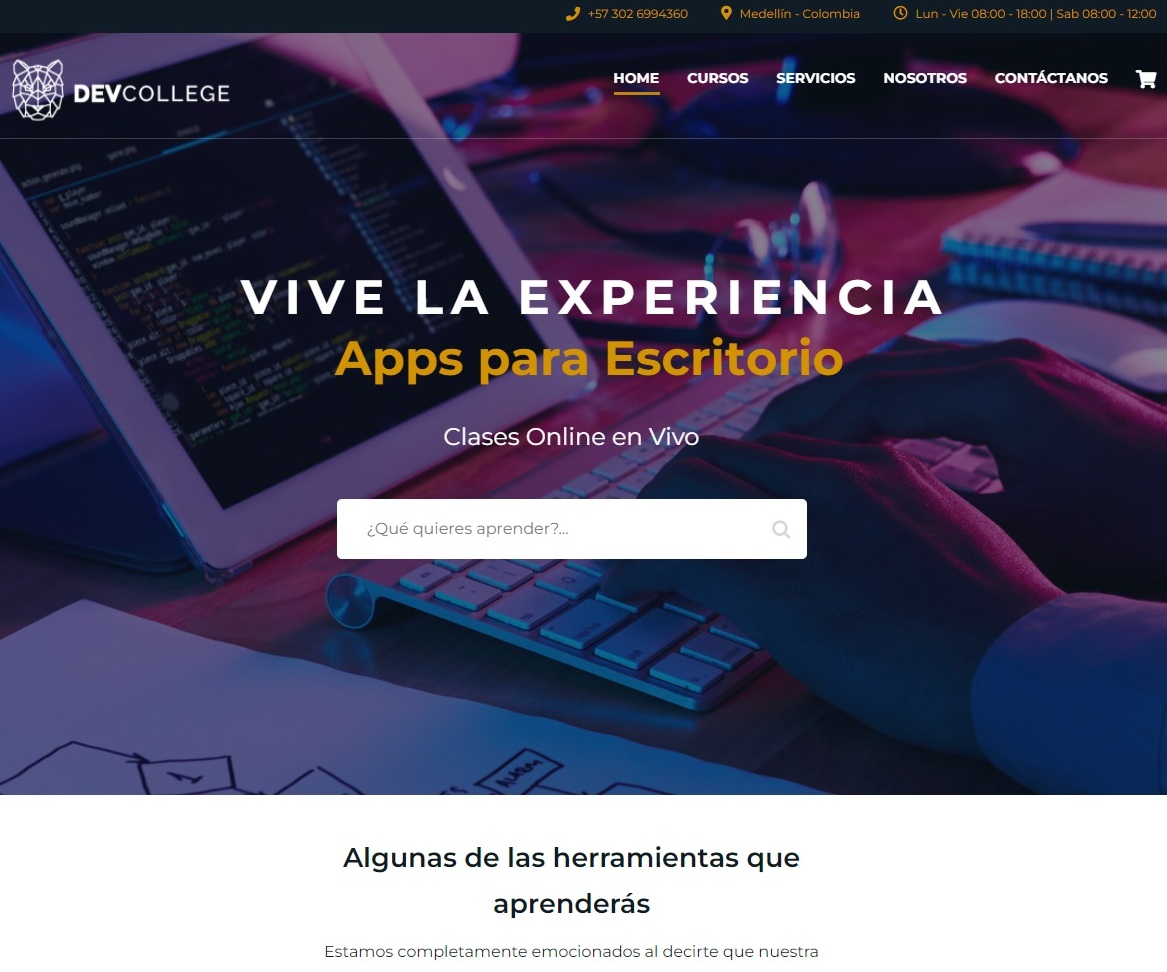 +57 302 6994360 Medellín - Colombia Lun - Vie 08:00 - 18:00 | Sab 08:00 - 12:00
DEVCOLLEGE
HOME CURSOS SERVICIOS NOSOTROS CONTÁCTANOS
VIVE LA EXPERIENCIA
Apps para Escritorio
Clases Online en Vivo
¿Qué quieres aprender?...
1
ALARM
Algunas de las herramientas que
aprenderás
Estamos completamente emocionados al decirte que nuestra